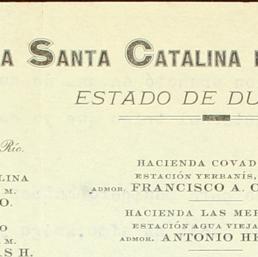 A SANTA CATALINA
ESTADO DE DU
Río.
HACIENDA COVAD
ESTACIÓN YERBANÍS,
ADMOR. FRANCISCO A. C
LINA
M.
O.
HACIENDA LAS MER
ESTACIÓN AGUA VIEJA
ADMOR. ANTONIO HE
O
M.
AS H.